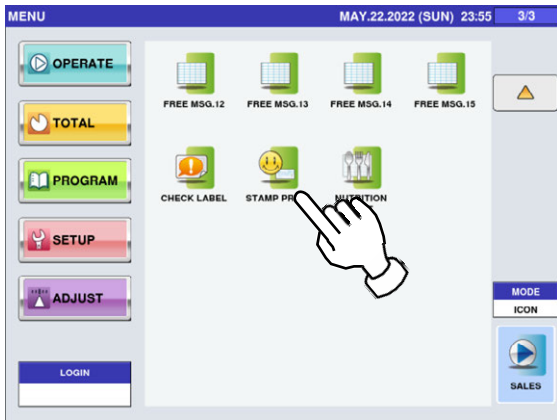 MENU MAY.22.2022 (SUN) 23:55 3/3
OPERATE
TOTAL
PROGRAM
SETUP
ADJUST
LOGIN
FREE MSG.12 FREE MSG.13 FREE MSG.14 FREE MSG.15
CHECK LABEL STAMP NUTRITION
MODE
ICON
SALES